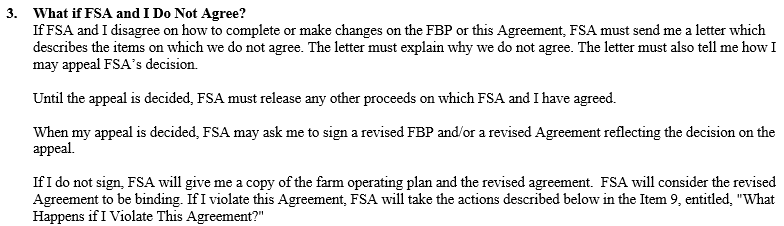 3. What if FSA and I Do Not Agree?
If FSA and I disagree on how to complete or make changes on the FBP or this Agreement, FSA must send me a letter which
describes the items on which we do not agree. The letter must explain why we do not agree. The letter must also tell me how I
may appeal FSA's decision.
Until the appeal is decided, FSA must release any other proceeds on which FSA and I have agreed.
When my appeal is decided, FSA may ask me to sign a revised FBP and/or a revised Agreement reflecting the decision on the
appeal.
If I do not sign, FSA will give me a copy of the farm operating plan and the revised agreement. FSA will consider the revised
Agreement to be binding. If I violate this Agreement, FSA will take the actions described below in the Item 9, entitled, "What
Happens if I Violate This Agreement?"